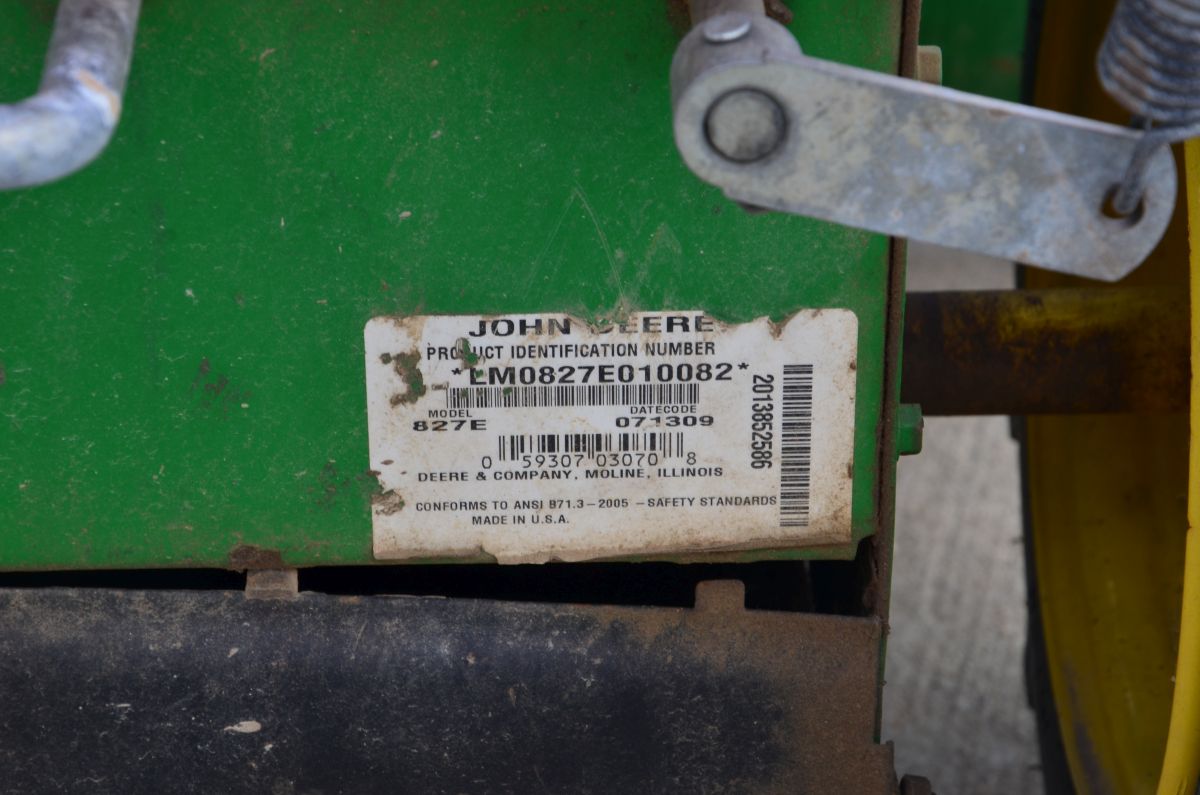 JOHN DEERE
PRODUCT IDENTIFICATION NUMBER
*LM0827E010082*
MODEL DATECODE
827E 071309
0 59307 03070 8
DEERE & COMPANY, MOLINE, ILLINOIS
CONFORMS TO ANSI B71.3-2005 -SAFETY STANDARDS
MADE IN U.S.A.
2013852586